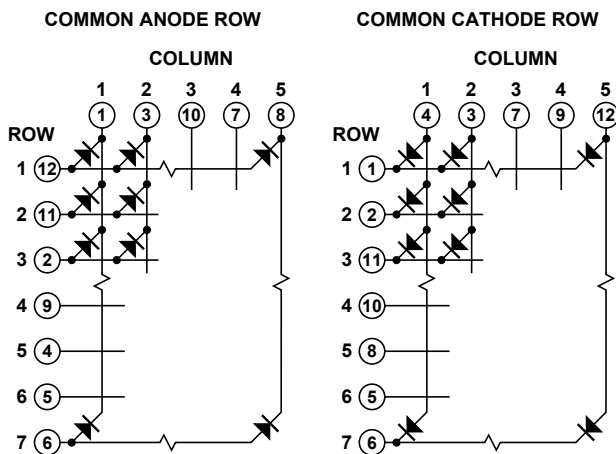 COMMON ANODE ROW
COLUMN
1 2 3 4 5
1 3 10 7 8
ROW
1 12
2 11
3 2
4 9
5 4
6 5
7 6
COMMON CATHODE ROW
COLUMN
1 2 3 4 5
4 3 7 9 12
ROW
1 1
2 2
3 11
4 10
5 8
6 5
7 6